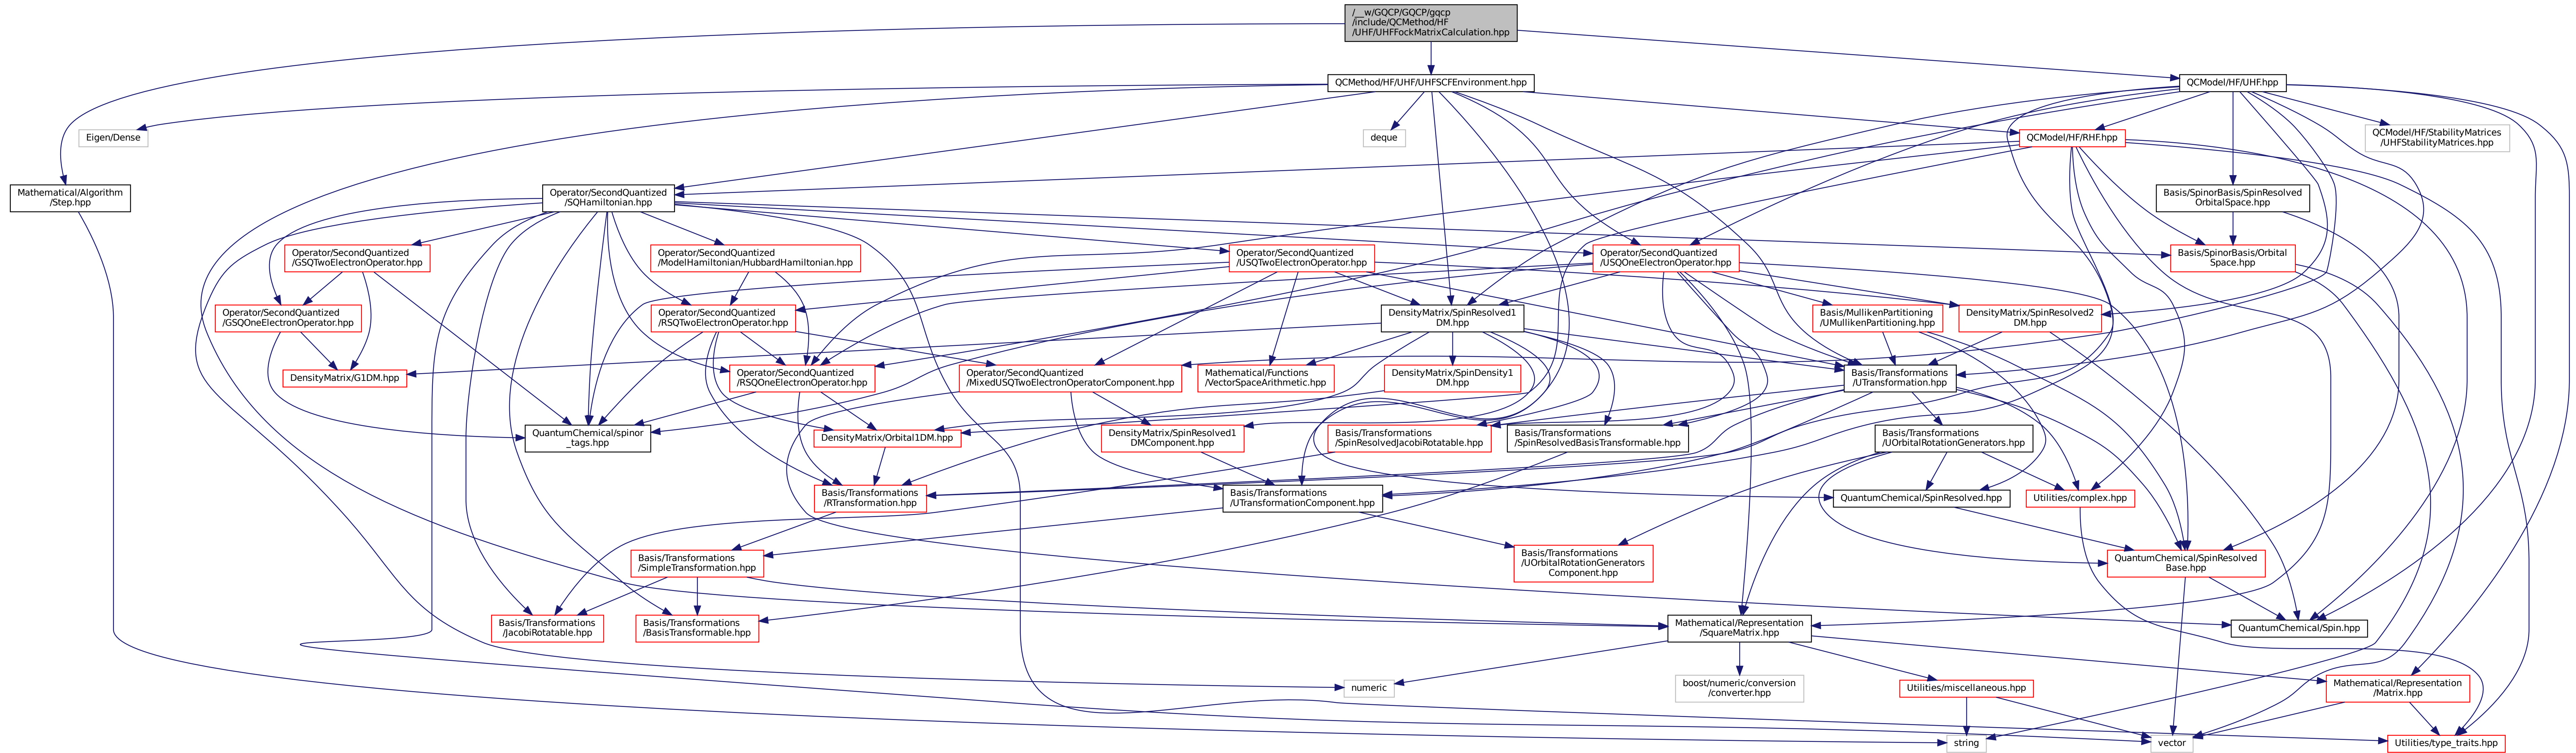 /__w/GQCP/GQCP/gqcp
/include/QCMethod/HF
/UHF/UHFFockMatrixCalculation.hpp
QCMethod/HF/UHF/UHFSCFEnvironment.hpp
QCModel/HF/UHF.hpp
Eigen/Dense
deque
QCModel/HF/RHF.hpp
QCModel/HF/StabilityMatrices
/UHFStabilityMatrices.hpp
Mathematical/Algorithm
/Step.hpp
Operator/SecondQuantized
/SQHamiltonian.hpp
Basis/SpinorBasis/SpinResolved
OrbitalSpace.hpp
Operator/SecondQuantized
/GSQTwoElectronOperator.hpp
Operator/SecondQuantized
/ModelHamiltonian/HubbardHamiltonian.hpp
Operator/SecondQuantized
/USQTwoElectronOperator.hpp
Operator/SecondQuantized
/USQOneElectronOperator.hpp
Basis/SpinorBasis/Orbital
Space.hpp
Operator/SecondQuantized
/GSQOneElectronOperator.hpp
Operator/SecondQuantized
/RSQTwoElectronOperator.hpp
DensityMatrix/SpinResolved1
DM.hpp
Basis/MullikenPartitioning
/UMullikenPartitioning.hpp
DensityMatrix/SpinResolved2
DM.hpp
DensityMatrix/G1DM.hpp
Operator/SecondQuantized
/RSQOneElectronOperator.hpp
Operator/SecondQuantized
/MixedUSQTwoElectronOperatorComponent.hpp
Mathematical/Functions
/VectorSpaceArithmetic.hpp
DensityMatrix/SpinDensity1
DM.hpp
Basis/Transformations
/UTransformation.hpp
QuantumChemical/spinor
_tags.hpp
DensityMatrix/Orbital1DM.hpp
DensityMatrix/SpinResolved1
DMComponent.hpp
Basis/Transformations
/SpinResolvedJacobiRotatable.hpp
Basis/Transformations
/SpinResolvedBasisTransformable.hpp
Basis/Transformations
/UOrbitalRotationGenerators.hpp
Basis/Transformations
/RTransformation.hpp
Basis/Transformations
/UTransformationComponent.hpp
QuantumChemical/SpinResolved.hpp
Utilities/complex.hpp
Basis/Transformations
/SimpleTransformation.hpp
Basis/Transformations
/UOrbitalRotationGenerators
Component.hpp
QuantumChemical/SpinResolved
Base.hpp
Basis/Transformations
/JacobiRotatable.hpp
Basis/Transformations
/BasisTransformable.hpp
Mathematical/Representation
/SquareMatrix.hpp
QuantumChemical/Spin.hpp
numeric
boost/numeric/conversion
/converter.hpp
Utilities/miscellaneous.hpp
Mathematical/Representation
/Matrix.hpp
string
vector
Utilities/type_traits.hpp